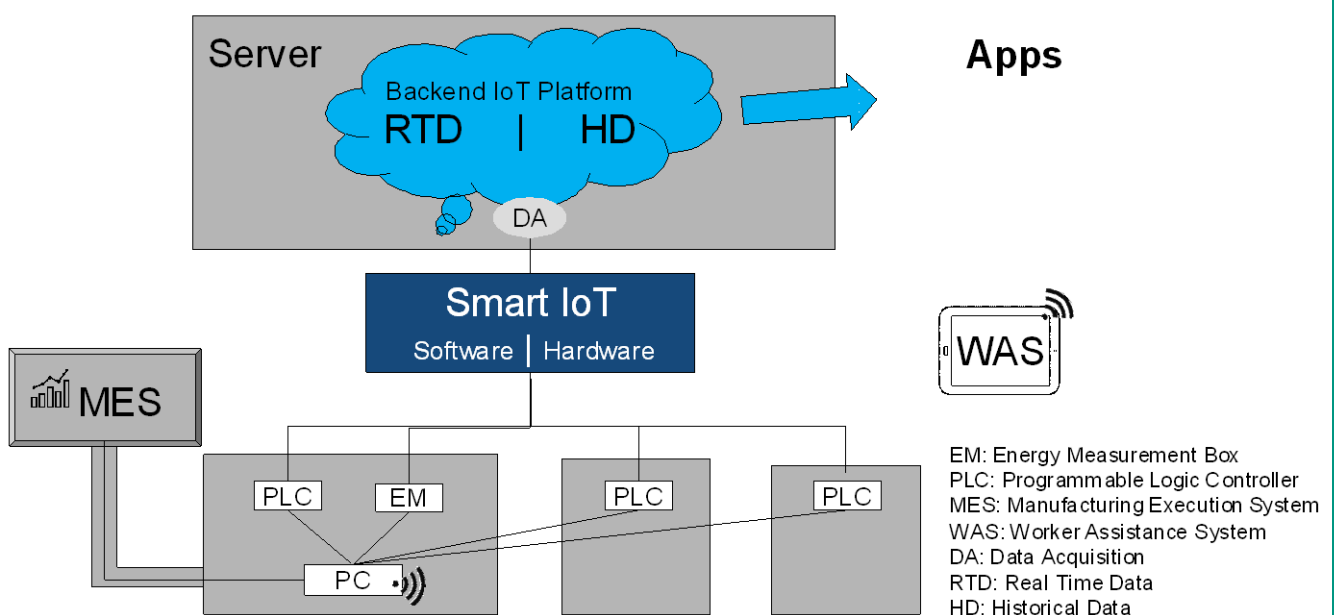 Server
Apps
Backend IoT Platform
RTD | HD
DA
Smart IoT
Software | Hardware
MES
WAS
PLC
EM
PLC
PLC
PC
EM: Energy Measurement Box
PLC: Programmable Logic Controller
MES: Manufacturing Execution System
WAS: Worker Assistance System
DA: Data Acquisition
RTD: Real Time Data
HD: Historical Data